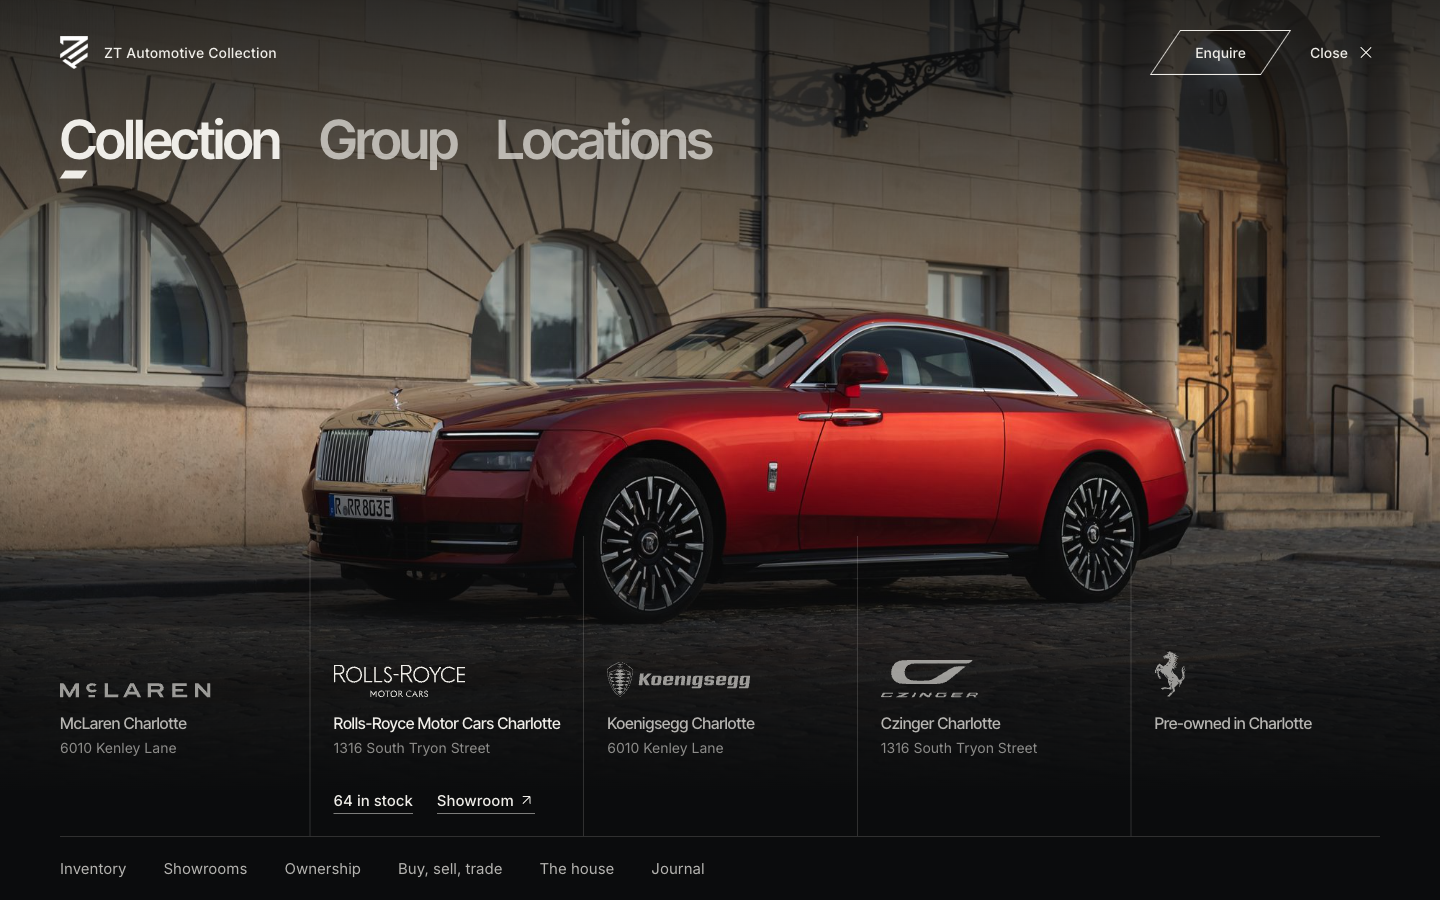 ZT Automotive Collection
Enquire
Close
19
Collection Group Locations
R RR803E
McLAREN
McLaren Charlotte
6010 Kenley Lane
ROLLS-ROYCE
MOTOR CARS
Rolls-Royce Motor Cars Charlotte
1316 South Tryon Street
64 in stock
Showroom
Koenigsegg
Koenigsegg Charlotte
6010 Kenley Lane
CZINGER
Czinger Charlotte
1316 South Tryon Street
Pre-owned in Charlotte
Inventory
Showrooms
Ownership
Buy, sell, trade
The house
Journal